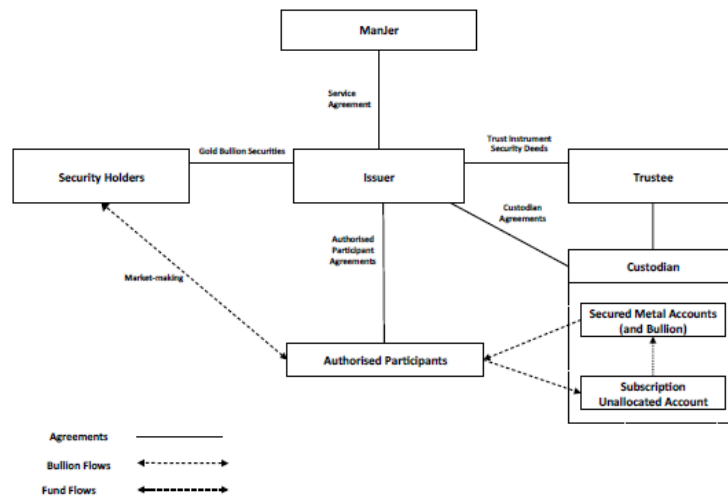 ManJer
Service
Agreement
Gold Bullion Securities
Trust Instrument
Security Deeds
Security Holders
Issuer
Trustee
Custodian
Agreements
Authorised
Participant
Agreements
Custodian
Market-making
Secured Metal Accounts
(and Bullion)
Authorised Participants
Subscription
Unallocated Account
Agreements
Bullion Flows
Fund Flows